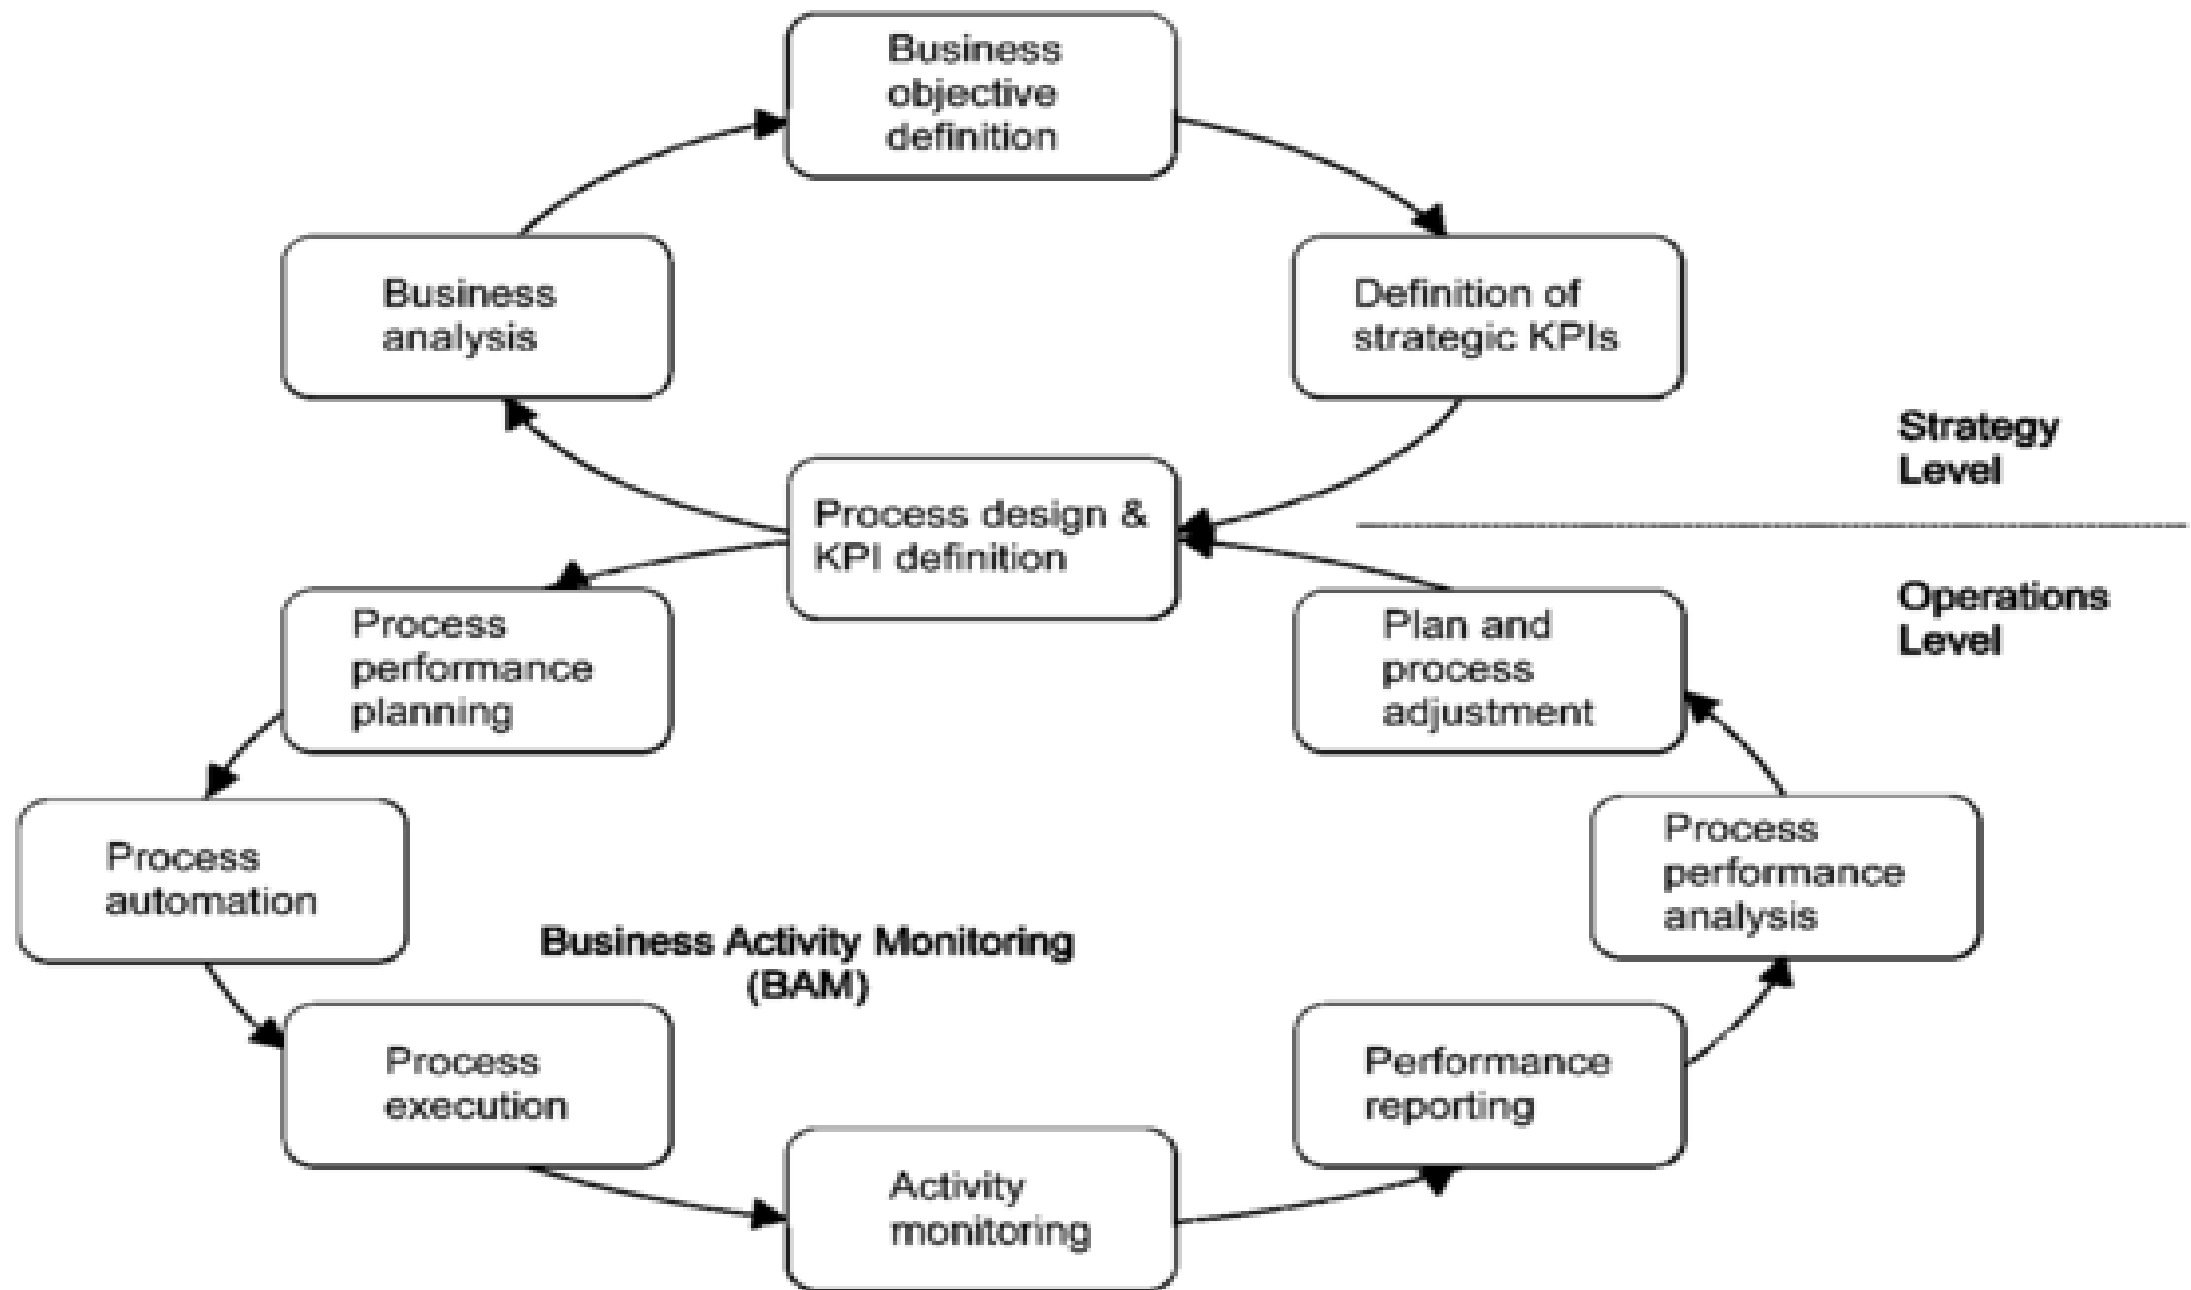 Business
objective
definition
Business
analysis
Definition of
strategic KPIs
Strategy
Level
Process design &
KPI definition
Operations
Level
Process
performance
planning
Plan and
process
adjustment
Process
automation
Process
performance
analysis
Business Activity Monitoring
(BAM)
Process
execution
Performance
reporting
Activity
monitoring